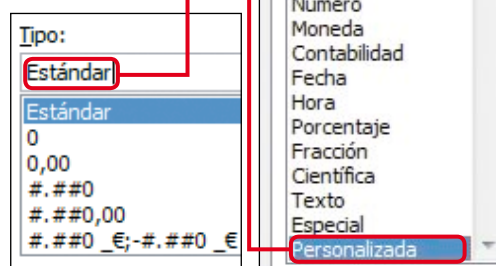 Tipo:
Estándar
Estándar
0
0,00
#.##0
#.##0,00
#.##0 _€;-#.##0 _€
Número
Moneda
Contabilidad
Fecha
Hora
Porcentaje
Fracción
Científica
Texto
Especial
Personalizada